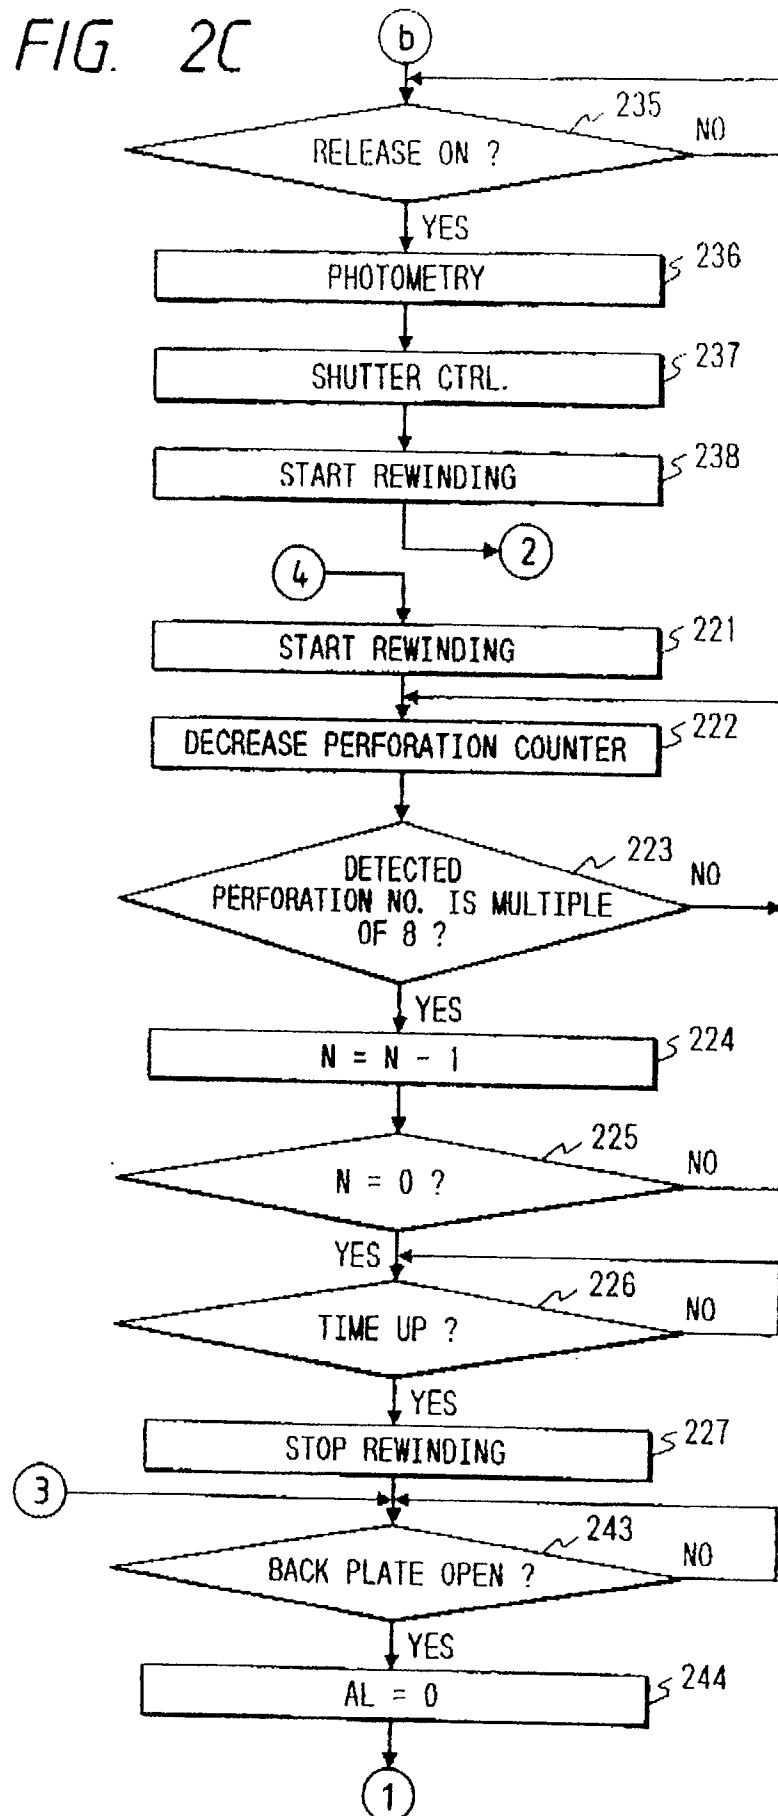 FIG. 2C
b
235
RELEASE ON ?
NO
YES
236
PHOTOMETRY
237
SHUTTER CTRL.
238
START REWINDING
2
4
221
START REWINDING
222
DECREASE PERFORATION COUNTER
223
DETECTED
NO
PERFORATION NO. IS MULTIPLE
OF 8 ?
YES
224
N = N - 1
225
NO
N = 0 ?
YES
226
NO
TIME UP ?
YES
227
STOP REWINDING
3
243
NO
BACK PLATE OPEN ?
YES
244
AL = 0
1